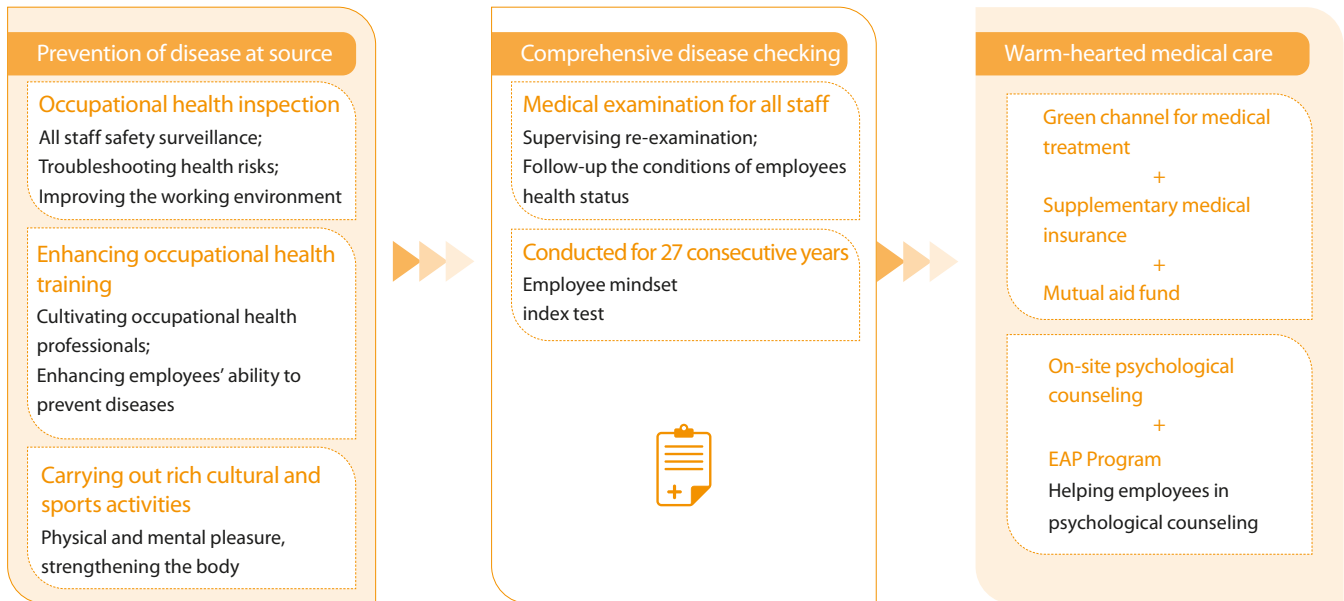 Prevention of disease at source
Occupational health inspection
All staff safety surveillance;
Troubleshooting health risks;
Improving the working environment
Enhancing occupational health
training
Cultivating occupational health
professionals;
Enhancing employees’ ability to
prevent diseases
Carrying out rich cultural and
sports activities
Physical and mental pleasure,
strengthening the body
Comprehensive disease checking
Medical examination for all staff
Supervising re-examination;
Follow-up the conditions of employees
health status
Conducted for 27 consecutive years
Employee mindset
index test
Warm-hearted medical care
Green channel for medical
treatment
+
Supplementary medical
insurance
+
Mutual aid fund
On-site psychological
counseling
+
EAP Program
Helping employees in
psychological counseling